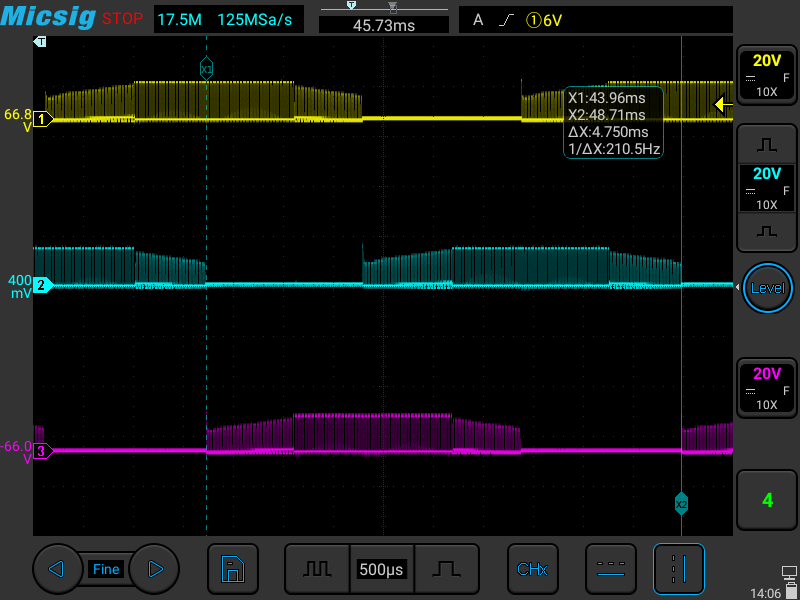 Micsig STOP 17.5M 125MSa/s T 45.73ms A ①6V
T
X1
20V
F
10X
X1:43.96ms
X2:48.71ms
ΔX:4.750ms
1/ΔX:210.5Hz
66.8
V
1
20V
F
10X
400
mV
2
Level
20V
F
10X
-66.0
V
3
X2
4
Fine
500μs
CHx
14:06